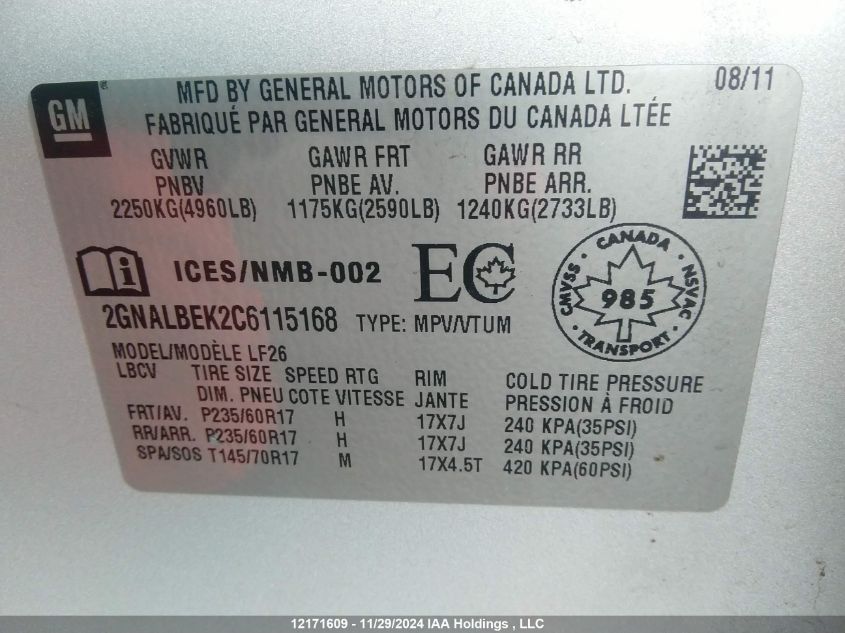 GM
MFD BY GENERAL MOTORS OF CANADA LTD. 08/11
FABRIQUÉ PAR GENERAL MOTORS DU CANADA LTÉE
GVWR GAWR FRT GAWR RR
PNBV PNBE AV. PNBE ARR.
2250KG(4960LB) 1175KG(2590LB) 1240KG(2733LB)
i ICES/NMB-002 EC
CANADA
CMVSS 985 NSVAC
TRANSPORT
2GNALBEK2C6115168 TYPE: MPV/VTUM
MODEL/MODÈLE LF26
LBCV TIRE SIZE SPEED RTG RIM COLD TIRE PRESSURE
DIM. PNEU COTE VITESSE JANTE PRESSION À FROID
FRT/AV. P235/60R17 H 17X7J 240 KPA(35PSI)
RR/ARR. P235/60R17 H 17X7J 240 KPA(35PSI)
SPA/SOS T145/70R17 M 17X4.5T 420 KPA(60PSI)
12171609 - 11/29/2024 IAA Holdings , LLC